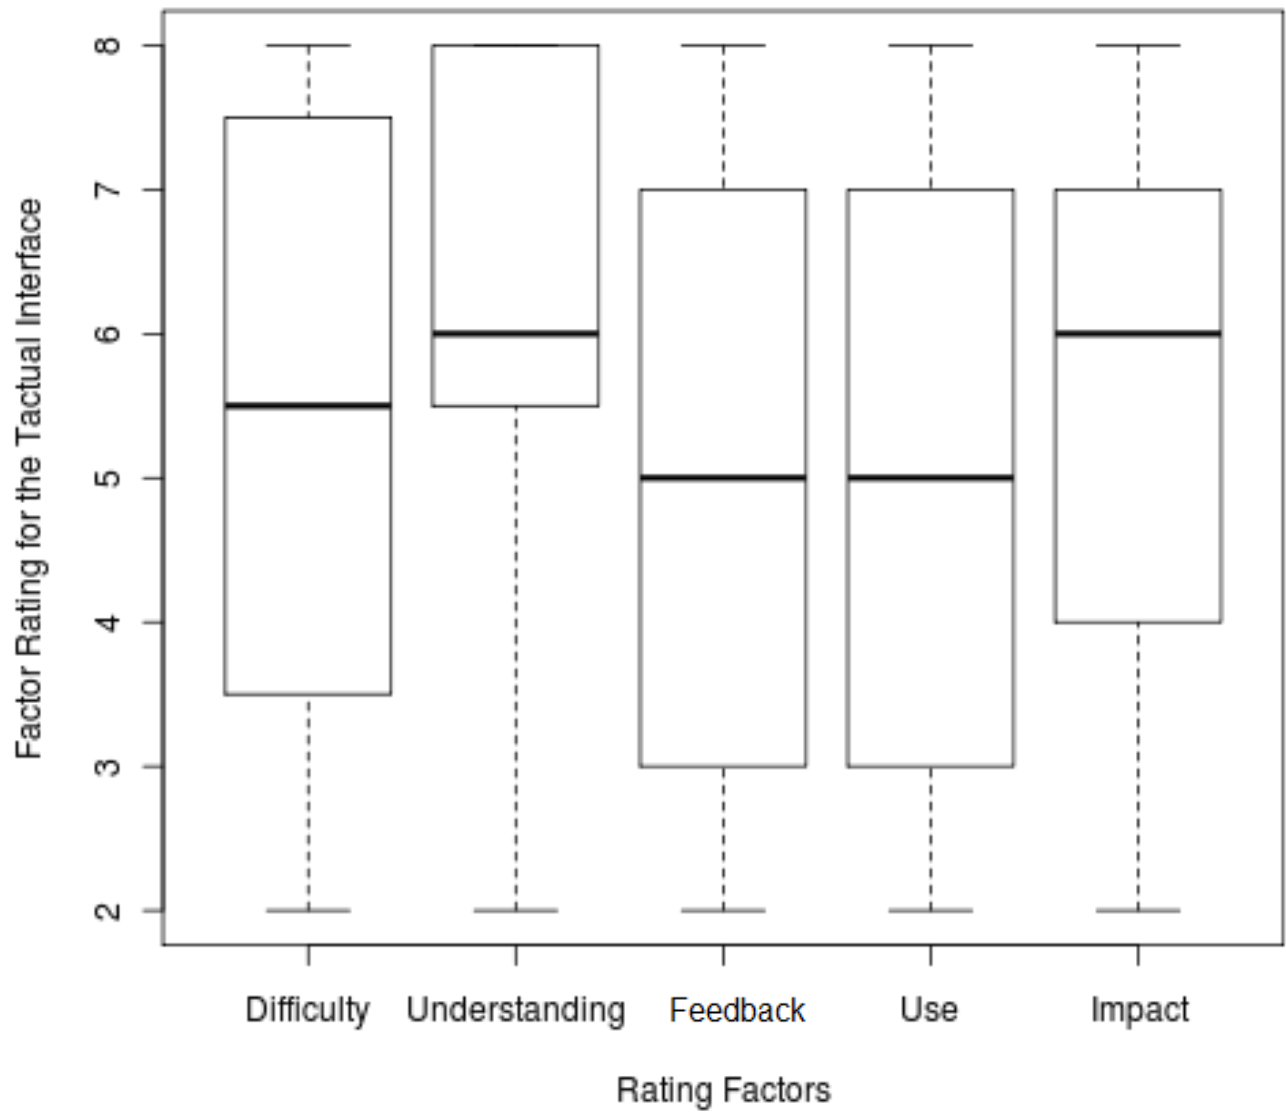 Factor Rating for the Tactual Interface
8
7
6
5
4
3
2
Difficulty Understanding Feedback Use Impact
Rating Factors